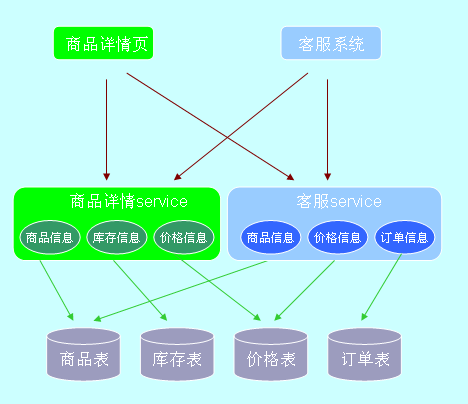 商品详情页 客服系统
商品详情service 客服service
商品信息 库存信息 价格信息 商品信息 价格信息 订单信息
商品表 库存表 价格表 订单表